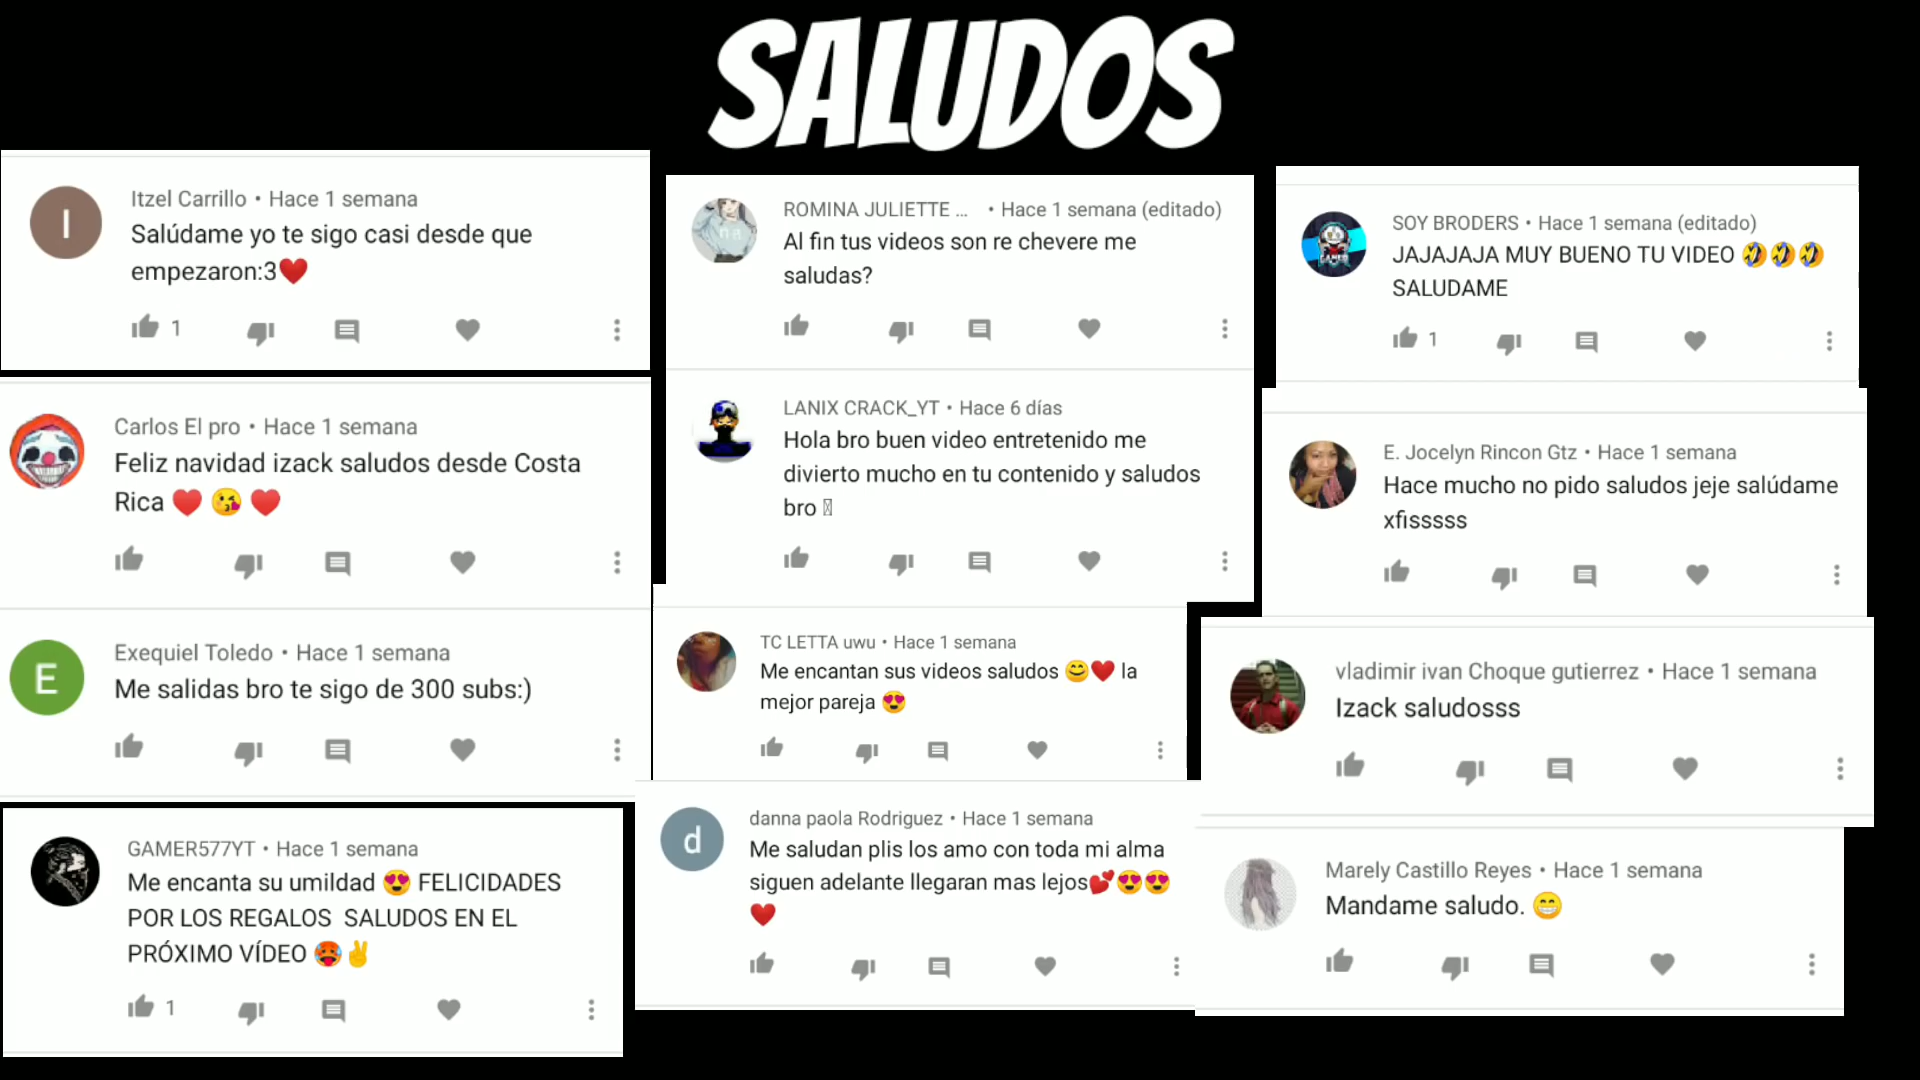 SALUDOS
I
Itzel Carrillo • Hace 1 semana
Salúdame yo te sigo casi desde que
empezaron:3❤️
1
Carlos El pro • Hace 1 semana
Feliz navidad izack saludos desde Costa
Rica ❤️ 😘 ❤️
E
Exequiel Toledo • Hace 1 semana
Me salidas bro te sigo de 300 subs:)
GAMER577YT • Hace 1 semana
Me encanta su umildad 😍 FELICIDADES
POR LOS REGALOS SALUDOS EN EL
PRÓXIMO VÍDEO 🥵✌️
1
na
ROMINA JULIETTE ... • Hace 1 semana (editado)
Al fin tus videos son re chevere me
saludas?
LANIX CRACK_YT • Hace 6 días
Hola bro buen video entretenido me
divierto mucho en tu contenido y saludos
bro
TC LETTA uwu • Hace 1 semana
Me encantan sus videos saludos 😊❤️ la
mejor pareja 😍
d
danna paola Rodriguez • Hace 1 semana
Me saludan plis los amo con toda mi alma
siguen adelante llegaran mas lejos💕😍😍
❤️
GAMER
SOY BRODERS • Hace 1 semana (editado)
JAJAJAJA MUY BUENO TU VIDEO 🤣🤣🤣
SALUDAME
1
E. Jocelyn Rincon Gtz • Hace 1 semana
Hace mucho no pido saludos jeje salúdame
xfisssss
vladimir ivan Choque gutierrez • Hace 1 semana
Izack saludosss
Marely Castillo Reyes • Hace 1 semana
Mandame saludo. 😁